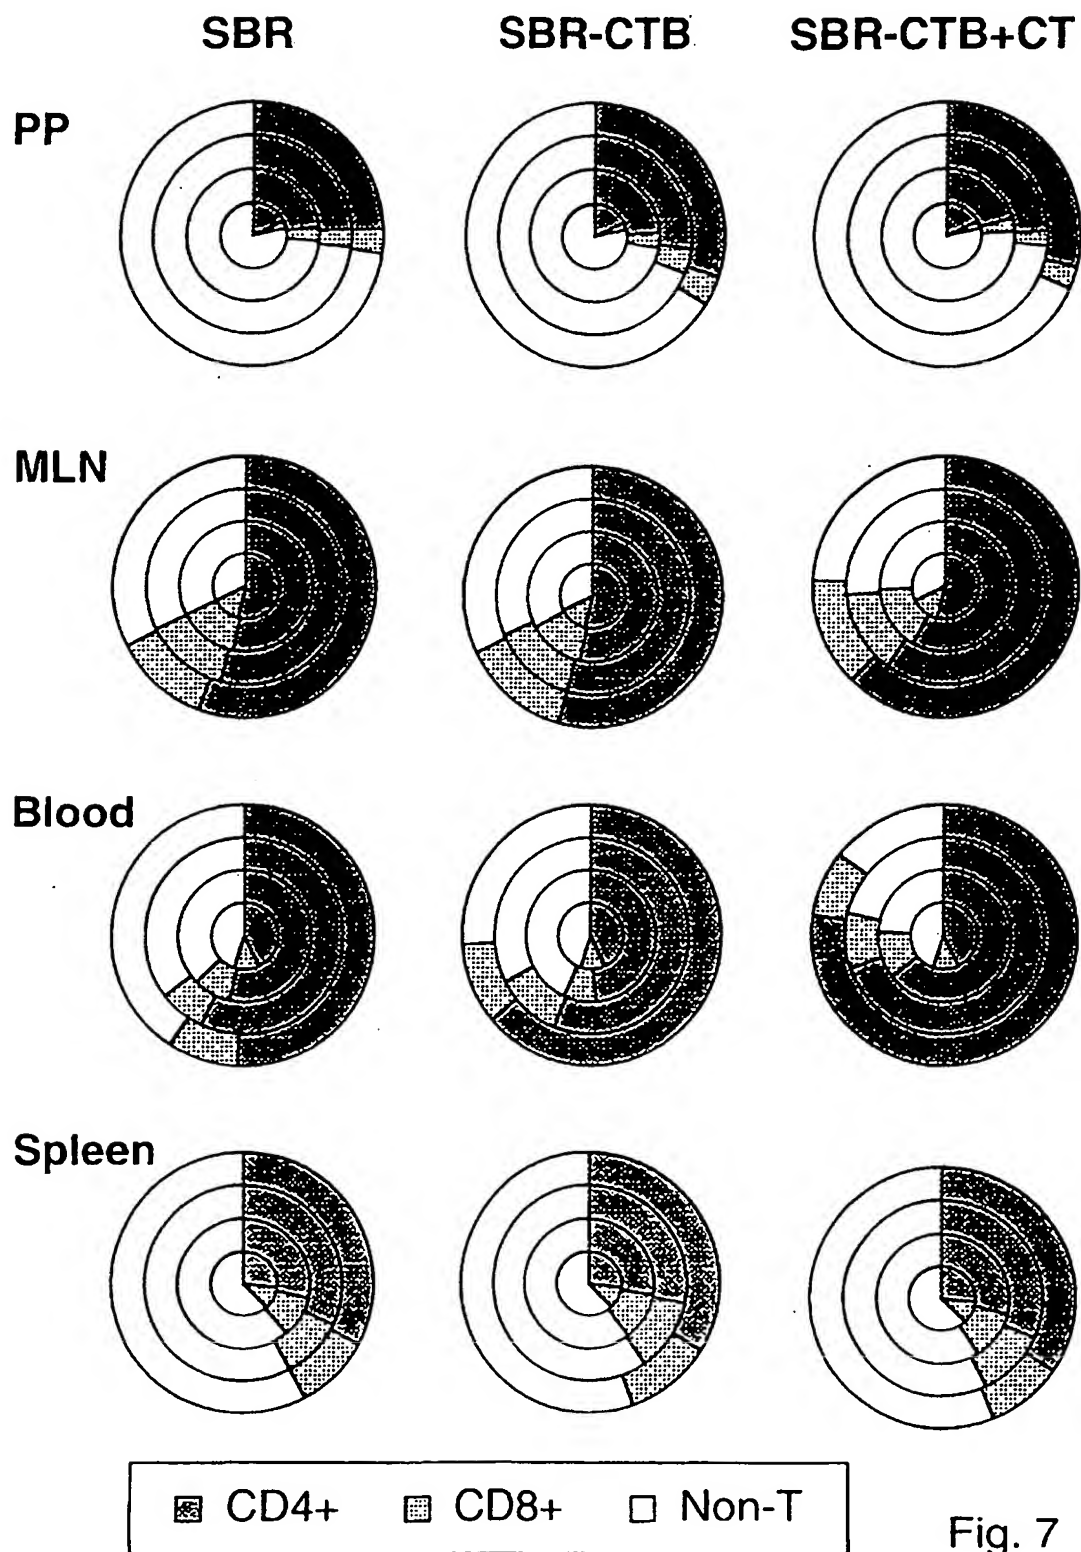 SBR SBR-CTB SBR-CTB+CT
PP
MLN
Blood
Spleen
CD4+ CD8+ Non-T
Fig. 7